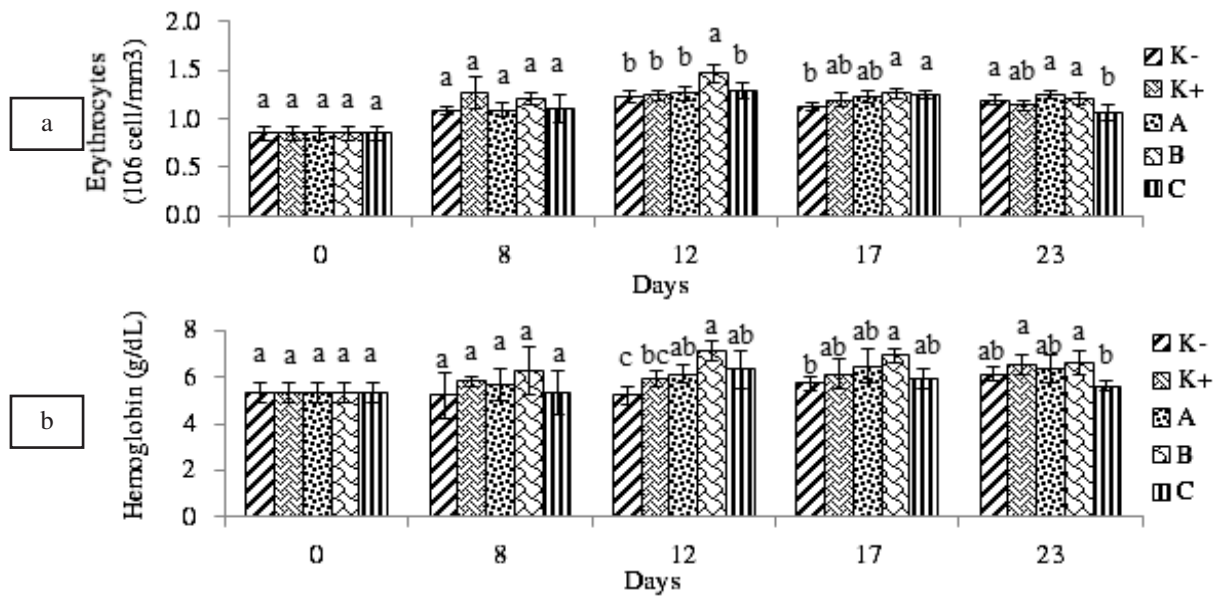 a
Erythrocytes
(106 cell/mm3)
2.0
1.5
1.0
0.5
0.0
a a a a a
a a a a a
b b b a b
b ab ab a a
a ab a a b
K-
K+
A
B
C
0 8 12 17 23
Days
b
Hemoglobin (g/dL)
8
6
4
2
0
a a a a a
a a a a a
c bc ab a ab
b ab ab a ab
ab a ab a b
K-
K+
A
B
C
0 8 12 17 23
Days